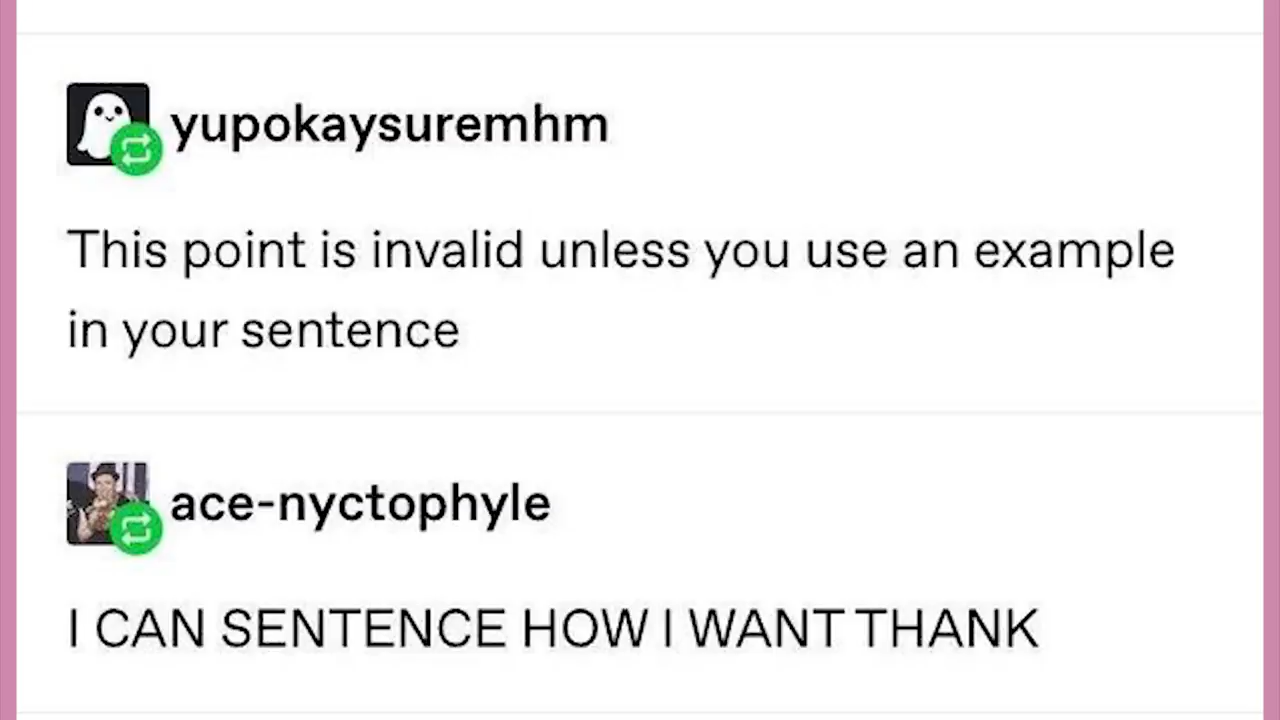 yupokaysuremhm
This point is invalid unless you use an example
in your sentence
ace-nyctophyle
I CAN SENTENCE HOW I WANT THANK